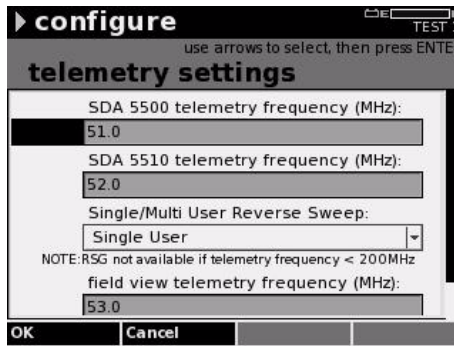 configure
E
TEST
use arrows to select, then press ENTE
telemetry settings
SDA 5500 telemetry frequency (MHz):
51.0
SDA 5510 telemetry frequency (MHz):
52.0
Single/Multi User Reverse Sweep:
Single User
NOTE:RSG not available if telemetry frequency < 200MHz
field view telemetry frequency (MHz):
53.0
OK Cancel